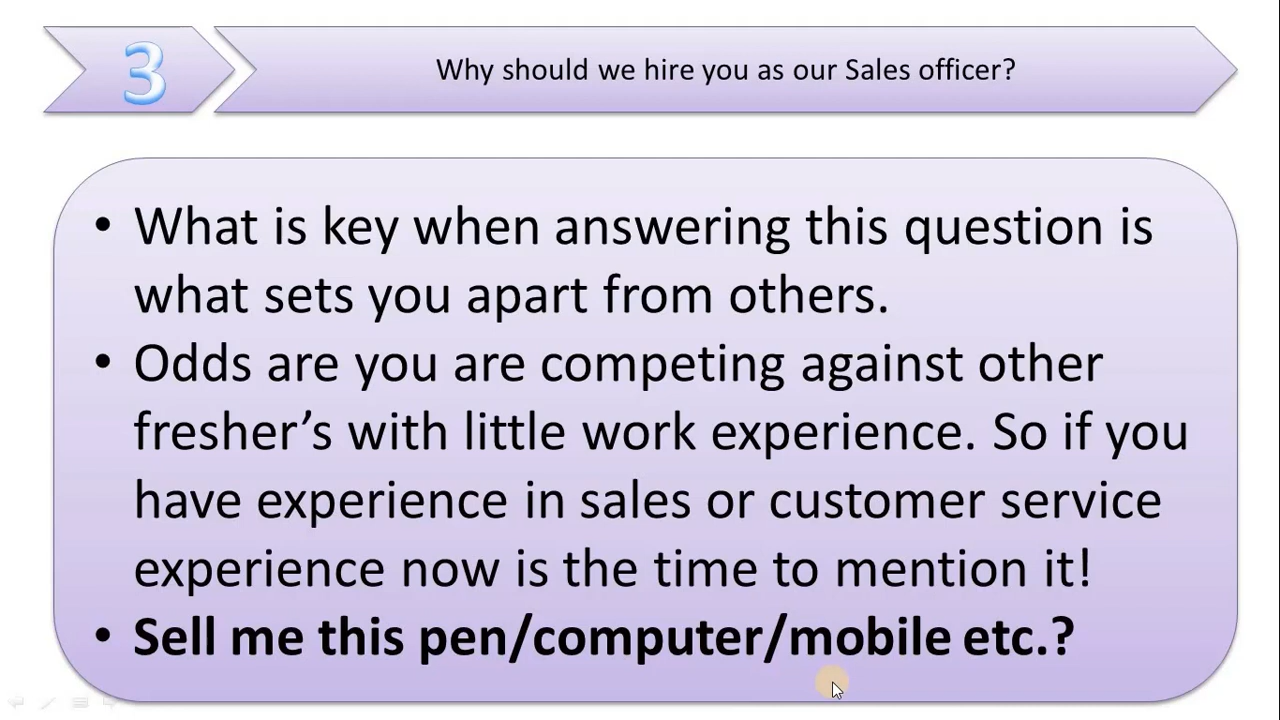 3
Why should we hire you as our Sales officer?
• What is key when answering this question is
what sets you apart from others.
• Odds are you are competing against other
fresher’s with little work experience. So if you
have experience in sales or customer service
experience now is the time to mention it!
• Sell me this pen/computer/mobile etc.?